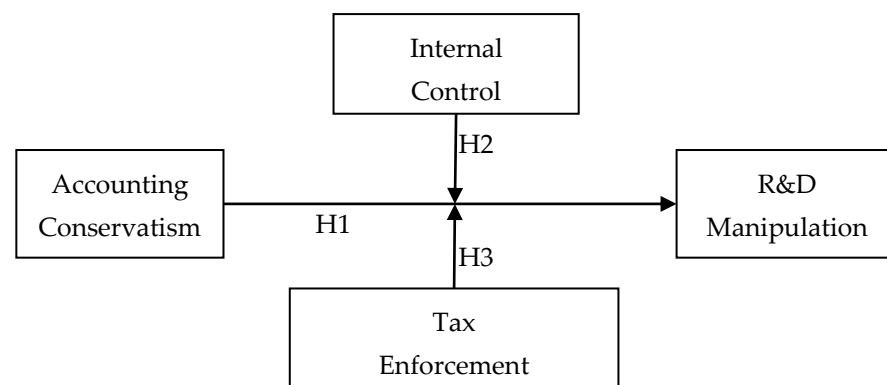 Internal
Control
H2
Accounting
Conservatism
R&D
Manipulation
H1
H3
Tax
Enforcement